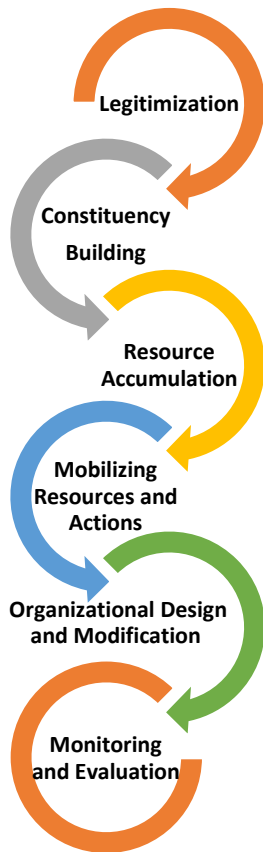 Legitimization
Constituency
Building
Resource
Accumulation
Mobilizing
Resources and
Actions
Organizational Design
and Modification
Monitoring
and Evaluation